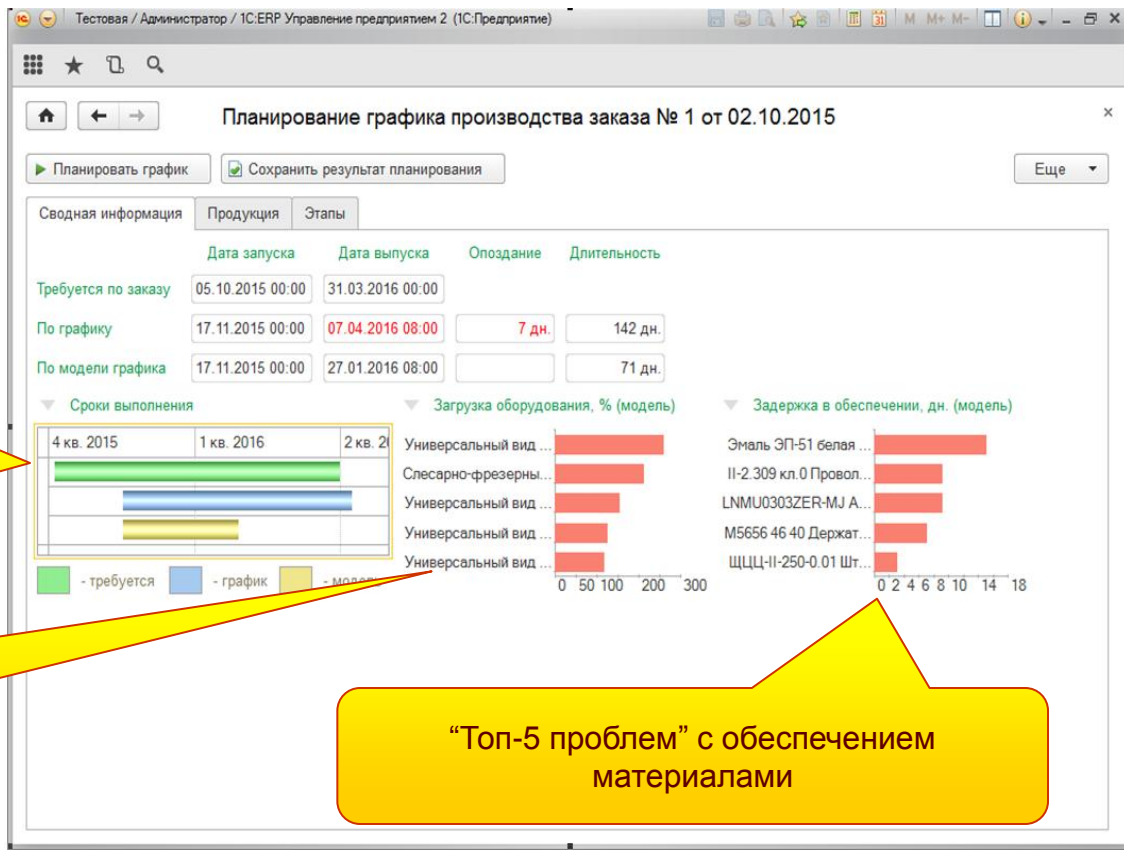 Тестовая / Администратор / 1С:ERP Управление предприятием 2 (1С:Предприятие)
M M+ M-
Планирование графика производства заказа № 1 от 02.10.2015
Планировать график Сохранить результат планирования Еще
Сводная информация Продукция Этапы
Дата запуска Дата выпуска Опоздание Длительность
Требуется по заказу 05.10.2015 00:00 31.03.2016 00:00
По графику 17.11.2015 00:00 07.04.2016 08:00 7 дн. 142 дн.
По модели графика 17.11.2015 00:00 27.01.2016 08:00 71 дн.
Сроки выполнения
4 кв. 2015 1 кв. 2016 2 кв. 20
- требуется - график - модель
Загрузка оборудования, % (модель)
Универсальный вид ...
Слесарно-фрезерны...
Универсальный вид ...
Универсальный вид ...
Универсальный вид ...
0 50 100 200 300
Задержка в обеспечении, дн. (модель)
Эмаль ЭП-51 белая ...
II-2.309 кл.0 Провол...
LNMU0303ZER-MJ A...
M5656 46 40 Держат...
ЩЦЦ-II-250-0.01 Шт...
0 2 4 6 8 10 14 18
“Топ-5 проблем” с обеспечением
материалами